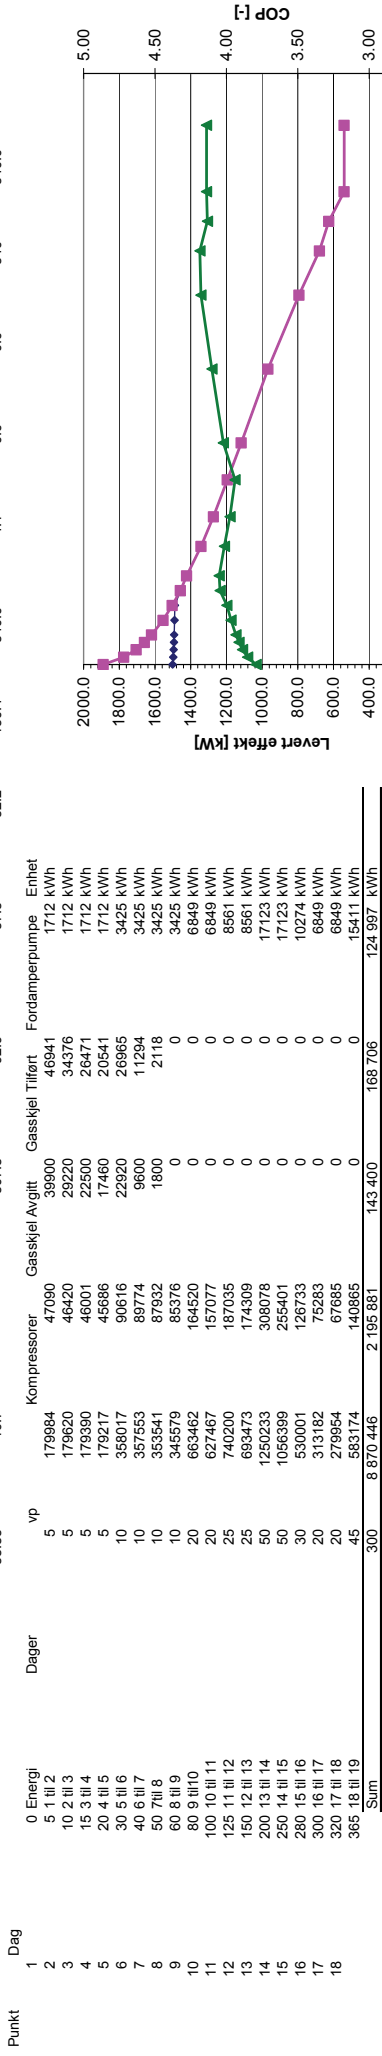 Punkt Dag
1 0 Energi Dager vp Kompressorer Gasskjel Avgitt Gasskjel Tilført Fordamperpumpe Enhet
2 5 1 til 2 5 179984 47090 39900 46941 1712 kWh
3 10 2 til 3 5 179620 46420 29220 34376 1712 kWh
4 15 3 til 4 5 179390 46001 22500 26471 1712 kWh
5 20 4 til 5 5 179217 45686 17460 20541 1712 kWh
6 30 5 til 6 10 358017 90616 22920 26965 3425 kWh
7 40 6 til 7 10 357553 89774 9600 11294 3425 kWh
8 50 7til 8 10 353541 87932 1800 2118 3425 kWh
9 60 8 til 9 10 345579 85376 0 0 3425 kWh
10 80 9 til10 20 663462 164520 0 0 6849 kWh
11 100 10 til 11 20 627467 157077 0 0 6849 kWh
12 125 11 til 12 25 740200 187035 0 0 8561 kWh
13 150 12 til 13 25 693473 174309 0 0 8561 kWh
14 200 13 til 14 50 1250233 308078 0 0 17123 kWh
15 250 14 til 15 50 1056399 255401 0 0 17123 kWh
16 280 15 til 16 30 530001 126733 0 0 10274 kWh
17 300 16 til 17 20 313182 75283 0 0 6849 kWh
18 320 17 til 18 20 279954 67685 0 0 6849 kWh
365 18 til 19 45 583174 140865 0 0 15411 kWh
Sum 300 8 870 446 2 195 881 143 400 168 706 124 997 kWh
Levert effekt [kW]
2000.0
1800.0
1600.0
1400.0
1200.0
1000.0
800.0
600.0
400.0
COP [-]
5.00
4.50
4.00
3.50
3.00